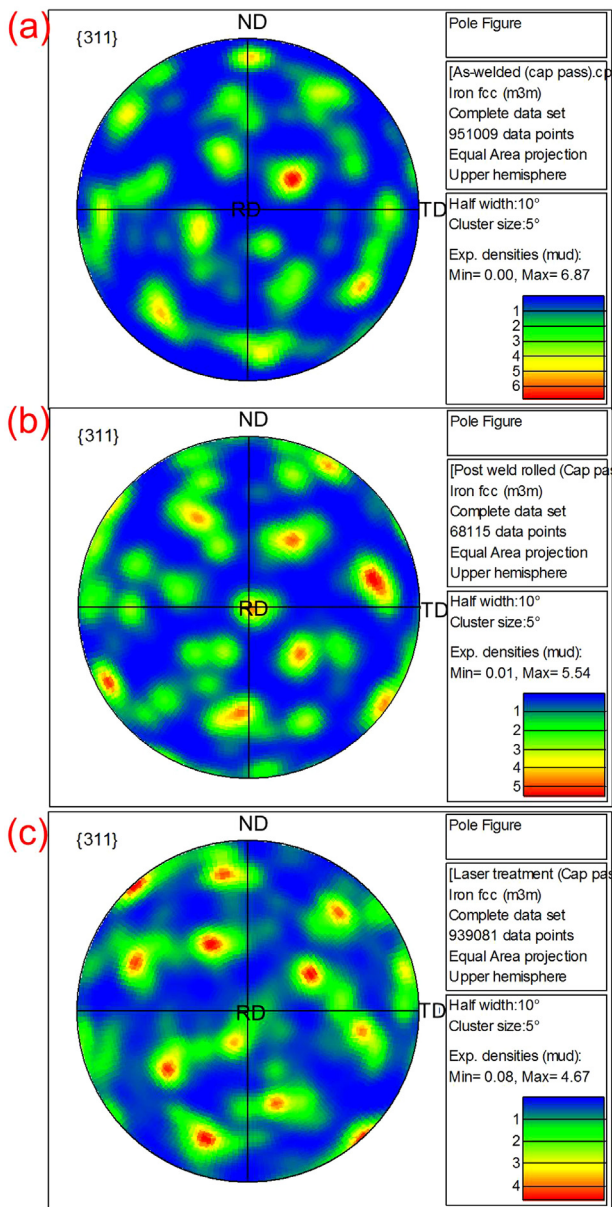 (a)
{311}
ND
RD
TD
Pole Figure
[As-welded (cap pass).cp
Iron fcc (m3m)
Complete data set
951009 data points
Equal Area projection
Upper hemisphere
Half width:10°
Cluster size:5°
Exp. densities (mud):
Min= 0.00, Max= 6.87
1
2
3
4
5
6
(b)
{311}
ND
RD
TD
Pole Figure
[Post weld rolled (Cap pas
Iron fcc (m3m)
Complete data set
68115 data points
Equal Area projection
Upper hemisphere
Half width:10°
Cluster size:5°
Exp. densities (mud):
Min= 0.01, Max= 5.54
1
2
3
4
5
(c)
{311}
ND
RD
TD
Pole Figure
[Laser treatment (Cap pas
Iron fcc (m3m)
Complete data set
939081 data points
Equal Area projection
Upper hemisphere
Half width:10°
Cluster size:5°
Exp. densities (mud):
Min= 0.08, Max= 4.67
1
2
3
4